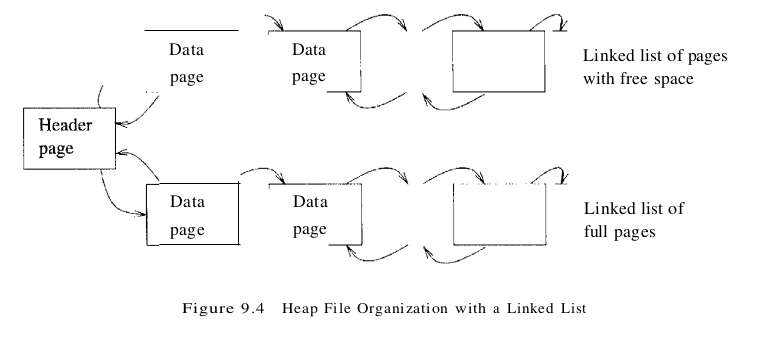 Data
page
Data
page
Linked list of pages
with free space
Header
page
Data
page
Data
page
Linked list of
full pages
Figure 9.4 Heap File Organization with a Linked List